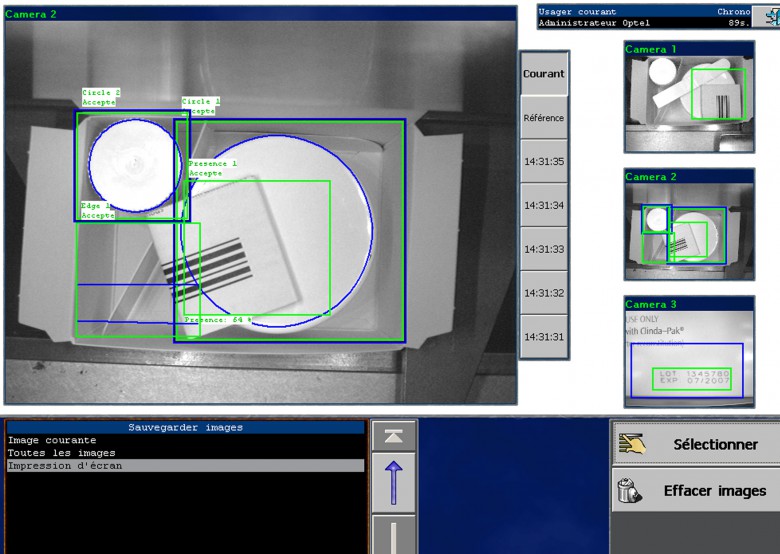 Camera 2
Usager courant Chrono
Administrateur Optel 89s.
Circle 2
Accepte
Circle 1
Accepte
Presence 1
Accepte
Edge 1
Accepte
Presence: 64 %
Courant
Référence
14:31:35
14:31:34
14:31:33
14:31:32
14:31:31
Camera 1
Camera 2
Camera 3
USE ONLY
with Clinda-Pak®
LOT 1345780
EXP 07/2007
Sauvegarder images
Image courante
Toutes les images
Impression d'écran
Sélectionner
Effacer images